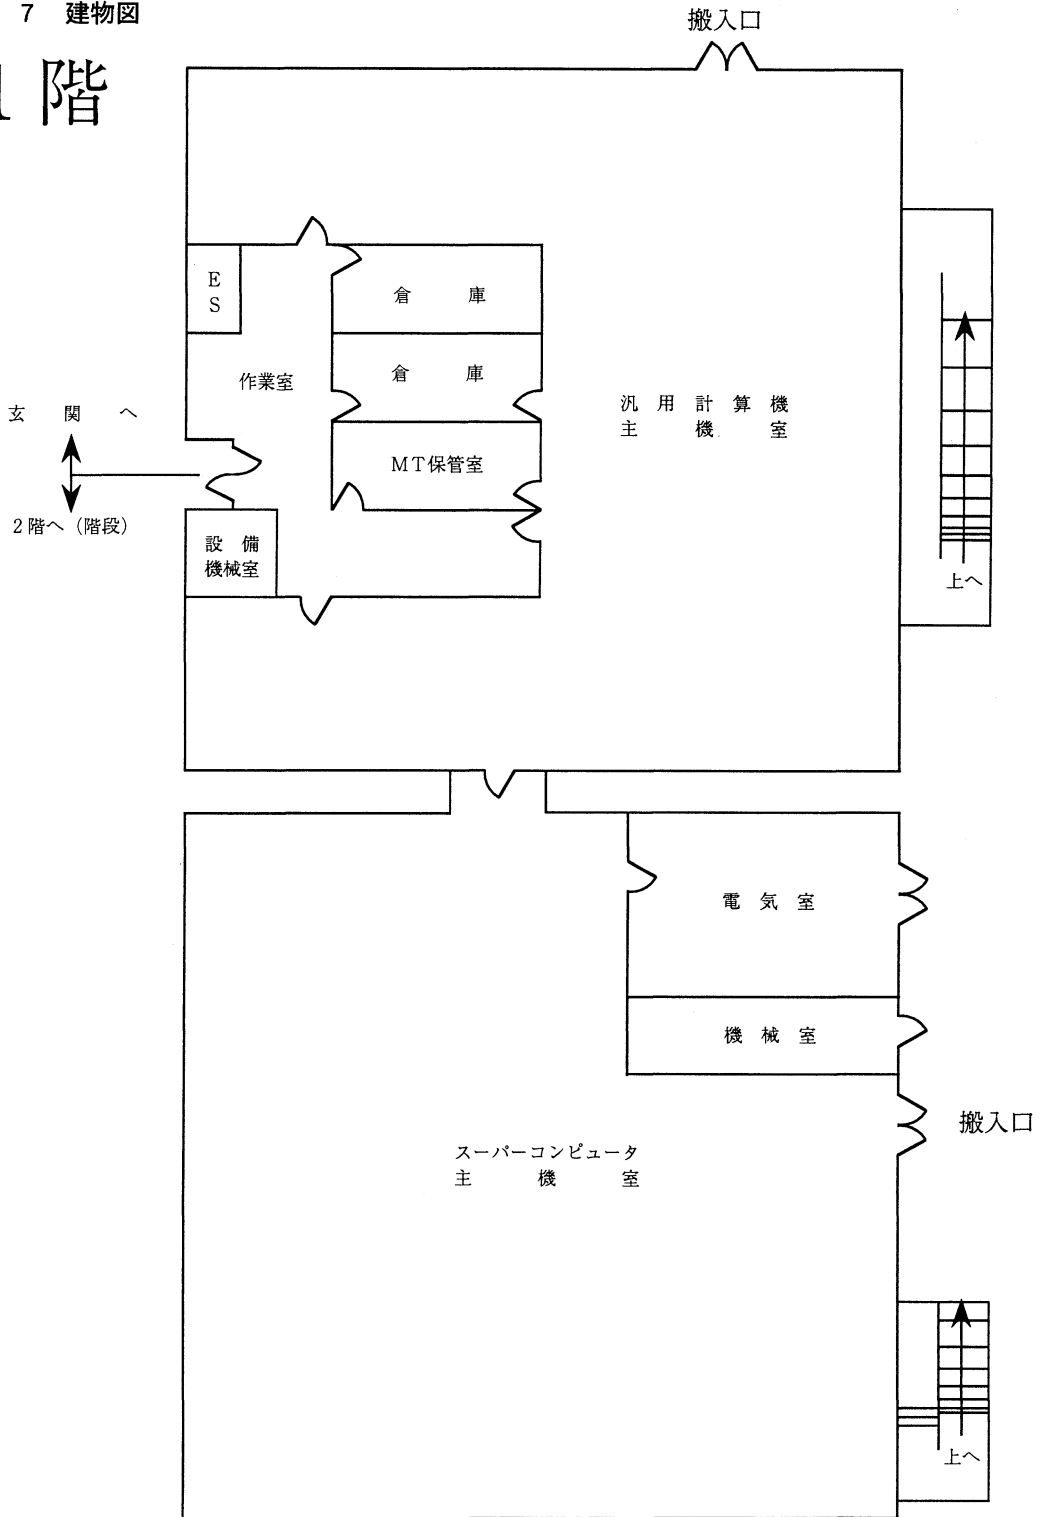 7 建物図
1階
搬入口
E
S
倉 庫
作業室
倉 庫
汎用計算機
主機室
玄 関 へ
MT保管室
2階へ(階段)
設 備
機械室
上へ
電 気 室
機 械 室
搬入口
スーパーコンピュータ
主 機 室
上へ